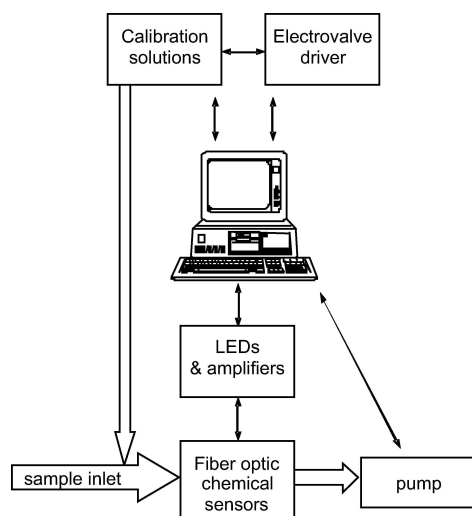 Calibration
solutions
Electrovalve
driver
LEDs
& amplifiers
sample inlet
Fiber optic
chemical
sensors
pump